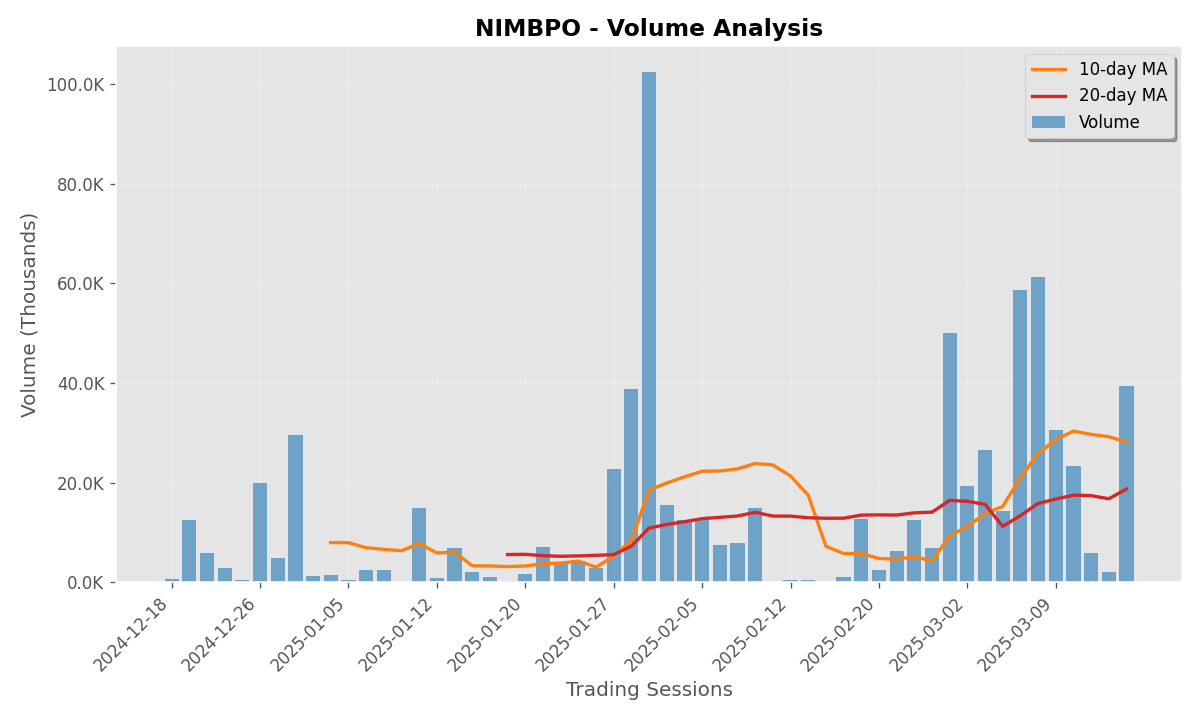 NIMBPO - Volume Analysis
10-day MA
20-day MA
Volume
Volume (Thousands)
100.0K
80.0K
60.0K
40.0K
20.0K
0.0K
2024-12-18
2024-12-26
2025-01-05
2025-01-12
2025-01-20
2025-01-27
2025-02-05
2025-02-12
2025-02-20
2025-03-02
2025-03-09
Trading Sessions